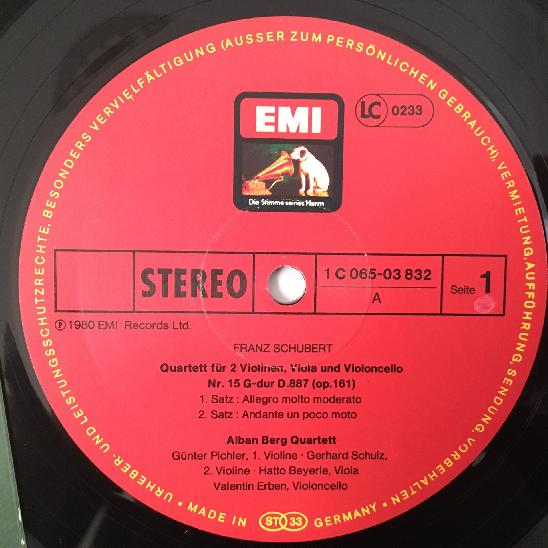 URHEBER- UND LEISTUNGSSCHUTZRECHTE, BESONDERS VERVIELFÄLTIGUNG (AUSSER ZUM PERSÖNLICHEN GEBRAUCH), VERMIETUNG, AUFFÜHRUNG, SENDUNG, VORBEHALTEN
EMI
Die Stimme seines Herrn
LC 0233
STEREO
1 C 065-03 832
A
Seite 1
℗ 1980 EMI Records Ltd.
FRANZ SCHUBERT
Quartett für 2 Violinen, Viola und Violoncello
Nr. 15 G-dur D.887 (op.161)
1. Satz : Allegro molto moderato
2. Satz : Andante un poco moto
Alban Berg Quartett
Günter Pichler, 1. Violine · Gerhard Schulz,
2. Violine · Hatto Beyerle, Viola
Valentin Erben, Violoncello
• MADE IN STO 33 GERMANY •